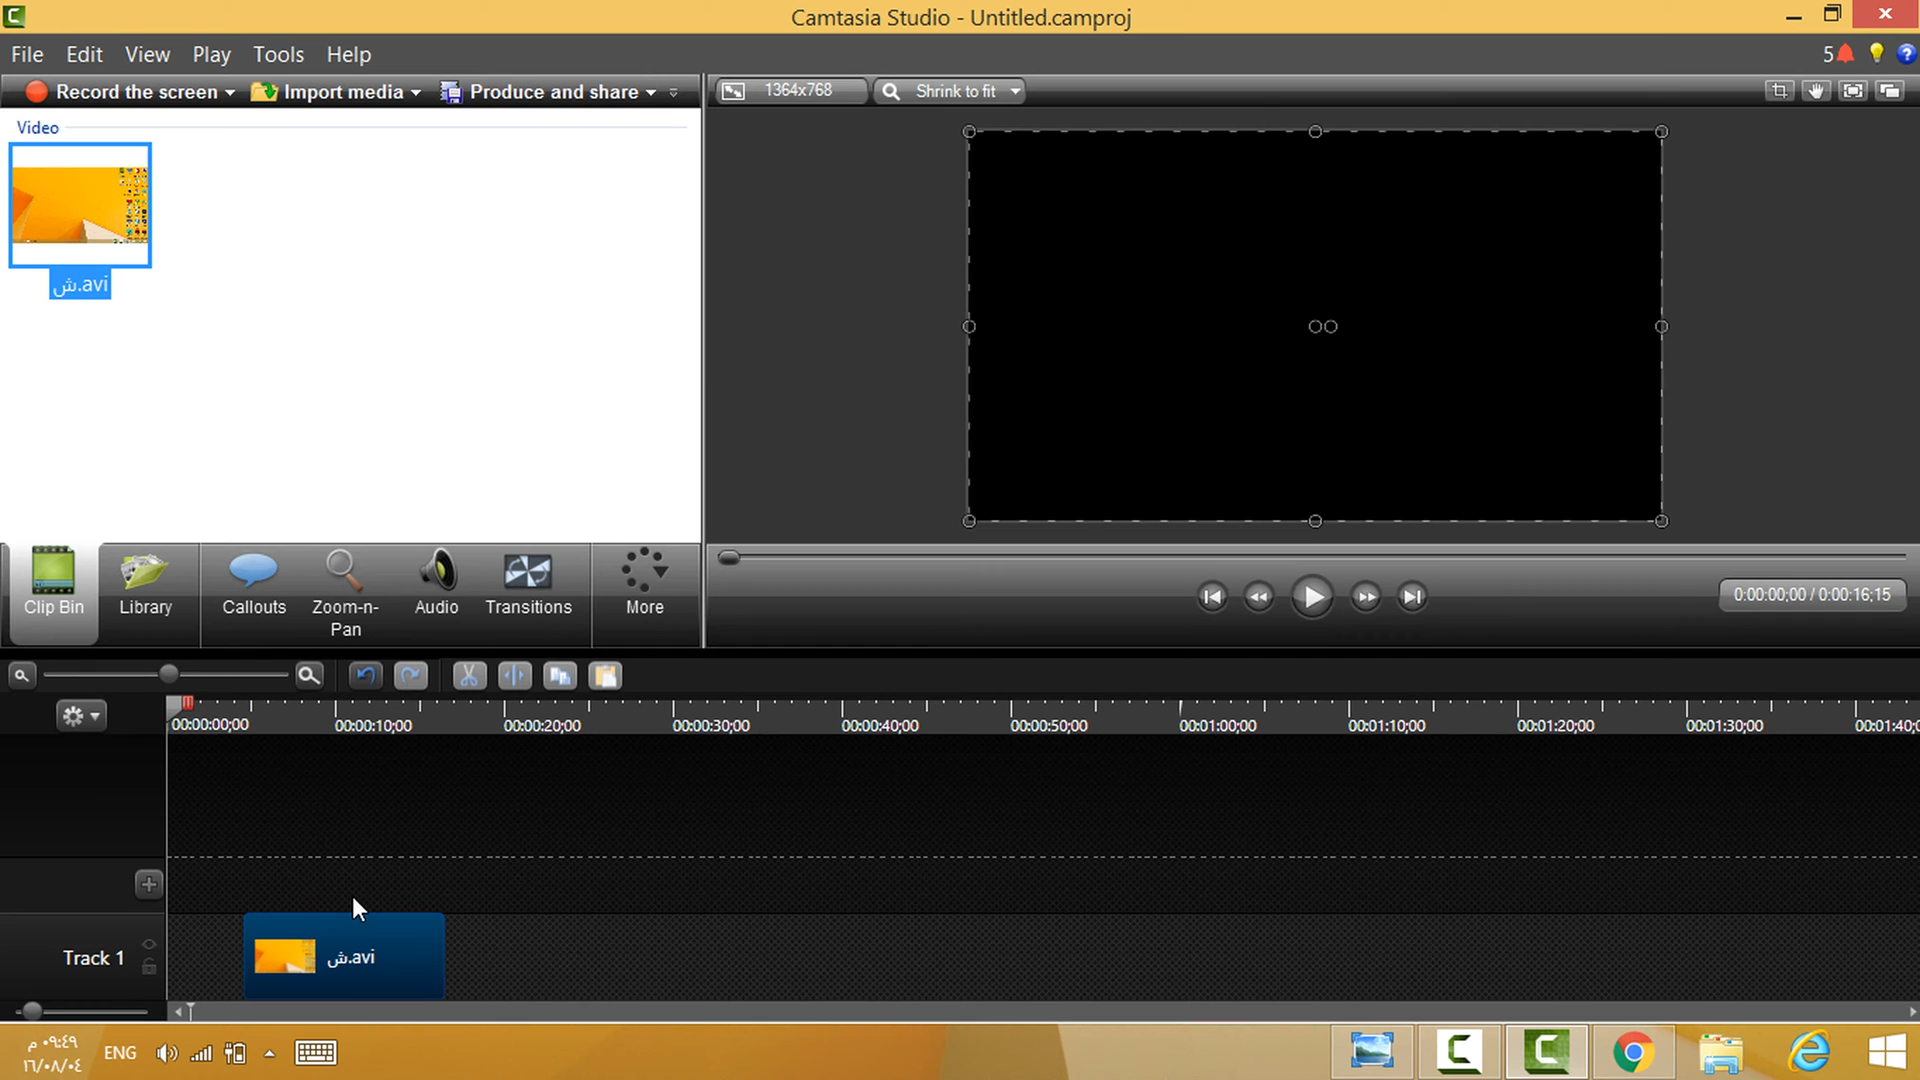 Camtasia Studio - Untitled.camproj
File Edit View Play Tools Help
5
Record the screen Import media Produce and share
1364x768 Shrink to fit
Video
ش.avi
Clip Bin Library Callouts Zoom-n-Pan Audio Transitions More
0:00:00;00 / 0:00:16;15
00:00:00;00 00:00:10;00 00:00:20;00 00:00:30;00 00:00:40;00 00:00:50;00 00:01:00;00 00:01:10;00 00:01:20;00 00:01:30;00 00:01:40;0
Track 1
ش.avi
٠٩:٤٩ م
ENG
١٦/٠٨/٠٤